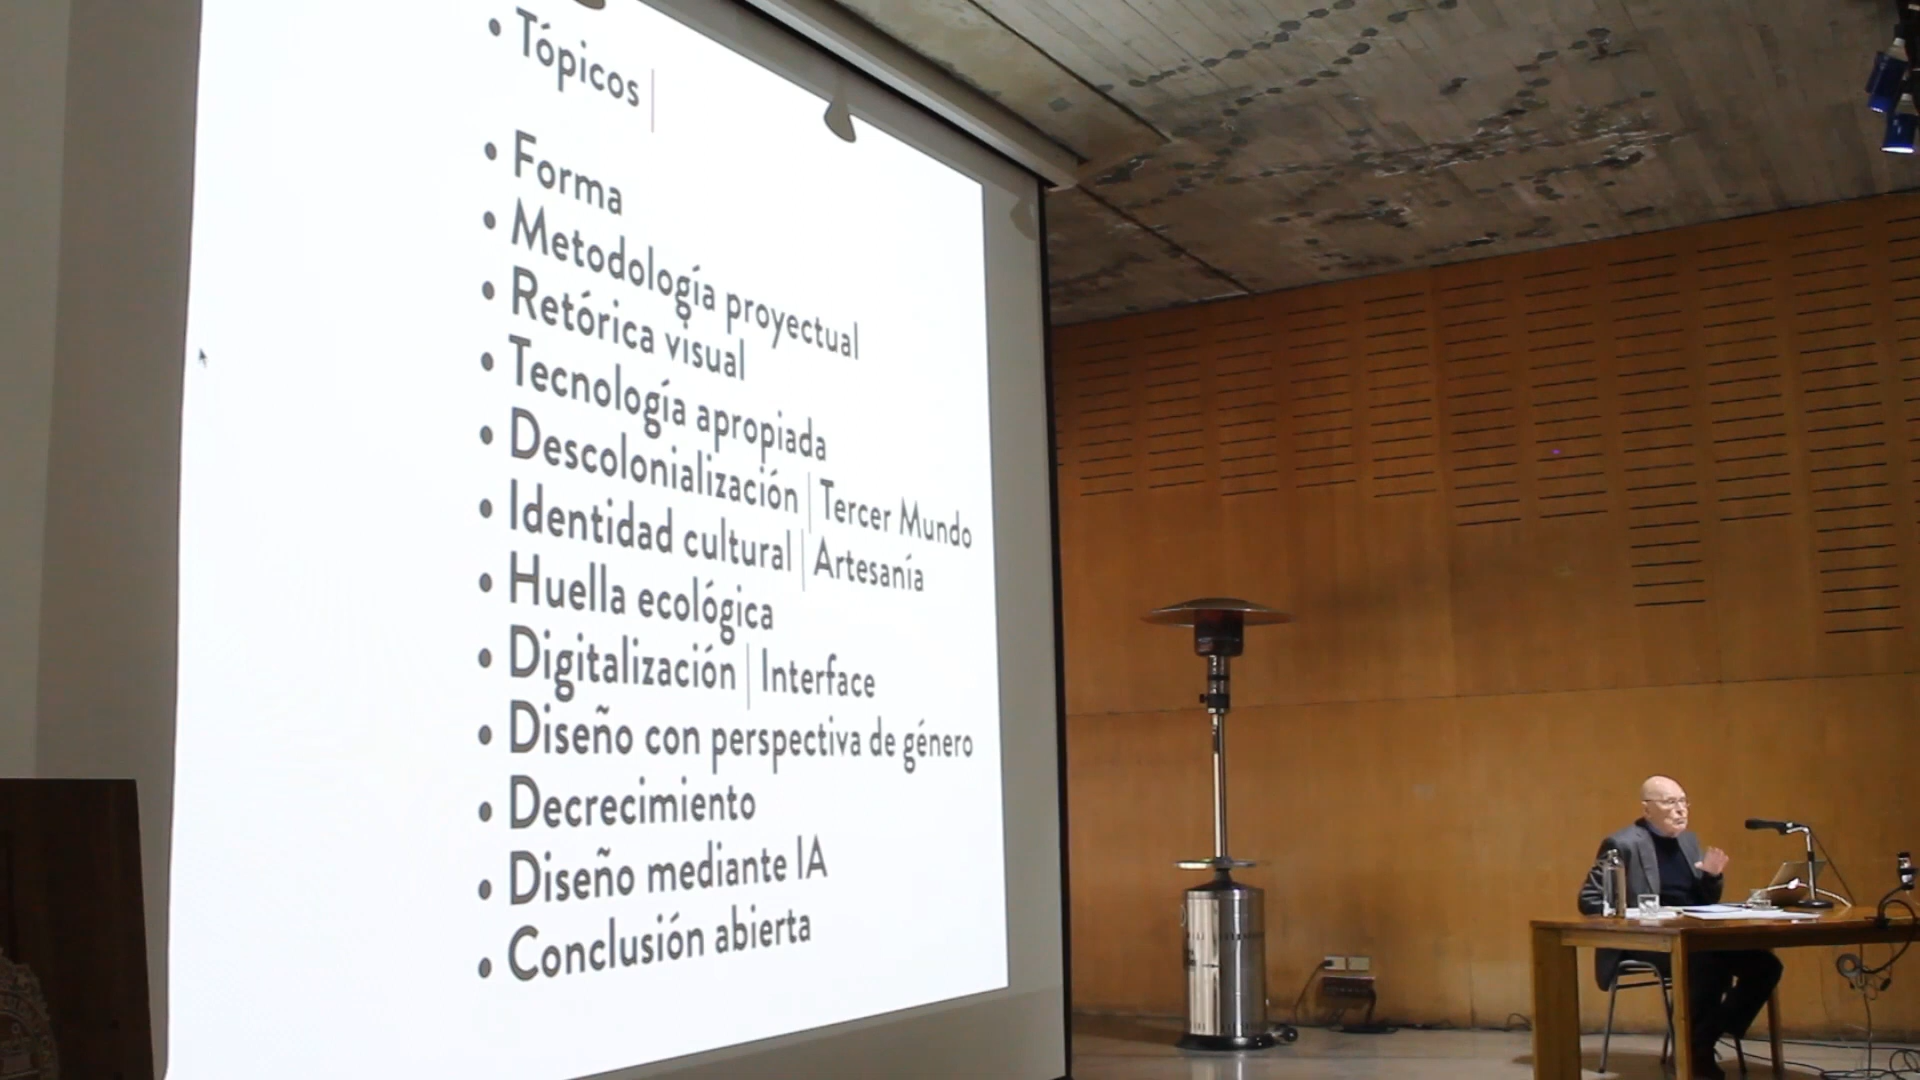 • Tópicos |
• Forma
• Metodología proyectual
• Retórica visual
• Tecnología apropiada
• Descolonialización | Tercer Mundo
• Identidad cultural | Artesanía
• Huella ecológica
• Digitalización | Interface
• Diseño con perspectiva de género
• Decrecimiento
• Diseño mediante IA
• Conclusión abierta